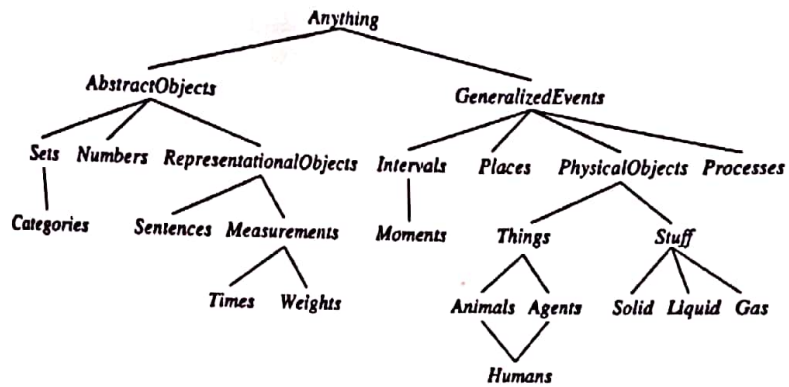 Anything
AbstractObjects GeneralizedEvents
Sets Numbers RepresentationalObjects Intervals Places PhysicalObjects Processes
Categories Sentences Measurements Moments Things Stuff
Times Weights Animals Agents Solid Liquid Gas
Humans